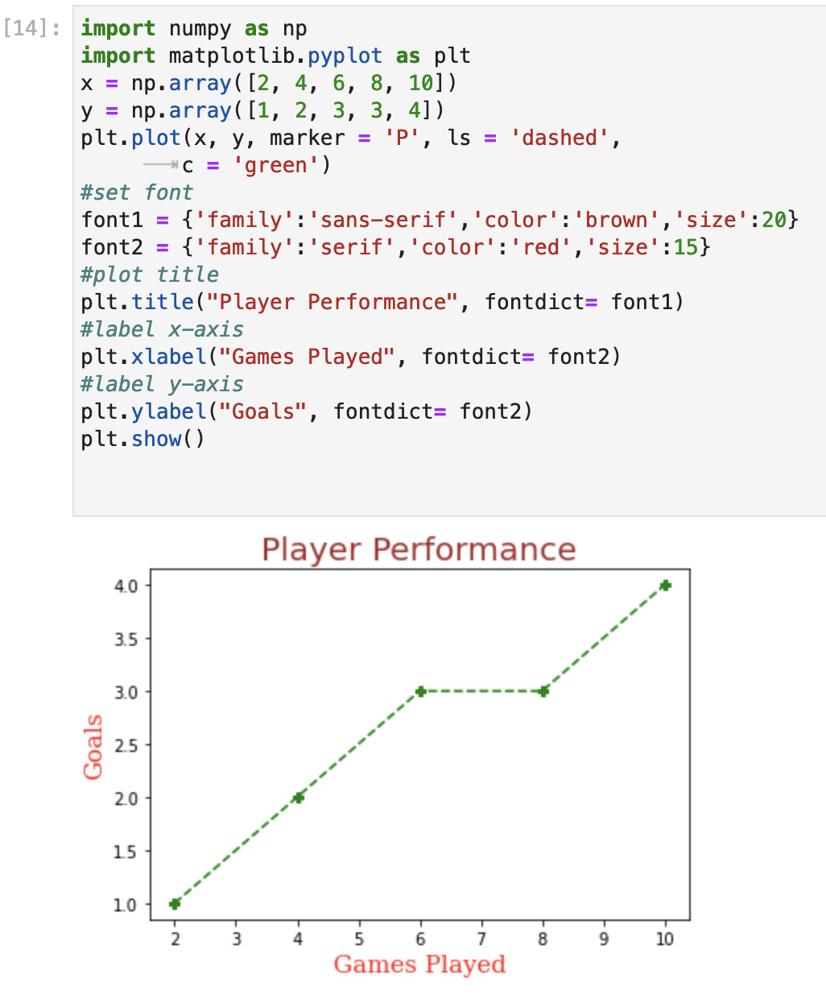 [14]:
import numpy as np
import matplotlib.pyplot as plt
x = np.array([2, 4, 6, 8, 10])
y = np.array([1, 2, 3, 3, 4])
plt.plot(x, y, marker = 'P', ls = 'dashed',
c = 'green')
#set font
font1 = {'family':'sans-serif','color':'brown','size':20}
font2 = {'family':'serif','color':'red','size':15}
#plot title
plt.title("Player Performance", fontdict= font1)
#label x-axis
plt.xlabel("Games Played", fontdict= font2)
#label y-axis
plt.ylabel("Goals", fontdict= font2)
plt.show()
Player Performance
4.0
3.5
3.0
2.5
2.0
1.5
1.0
Goals
2 3 4 5 6 7 8 9 10
Games Played